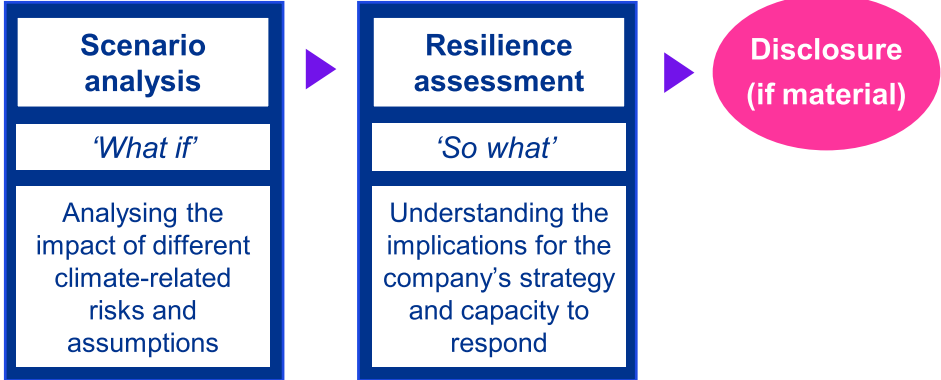 Scenario
analysis
‘What if’
Analysing the
impact of different
climate-related
risks and
assumptions
Resilience
assessment
‘So what’
Understanding the
implications for the
company’s strategy
and capacity to
respond
Disclosure
(if material)